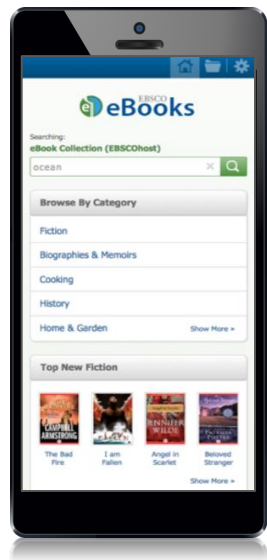 EBSCO
eBooks
Searching:
eBook Collection (EBSCOhost)
ocean
Browse By Category
Fiction
Biographies & Memoirs
Cooking
History
Home & Garden
Show More »
Top New Fiction
CAMPBELL
ARMSTRONG
JENNIFER
WILDE
PATRICIA
POTTER
The Bad
Fire
I am
Fallen
Angel in
Scarlet
Beloved
Stranger
Show More »